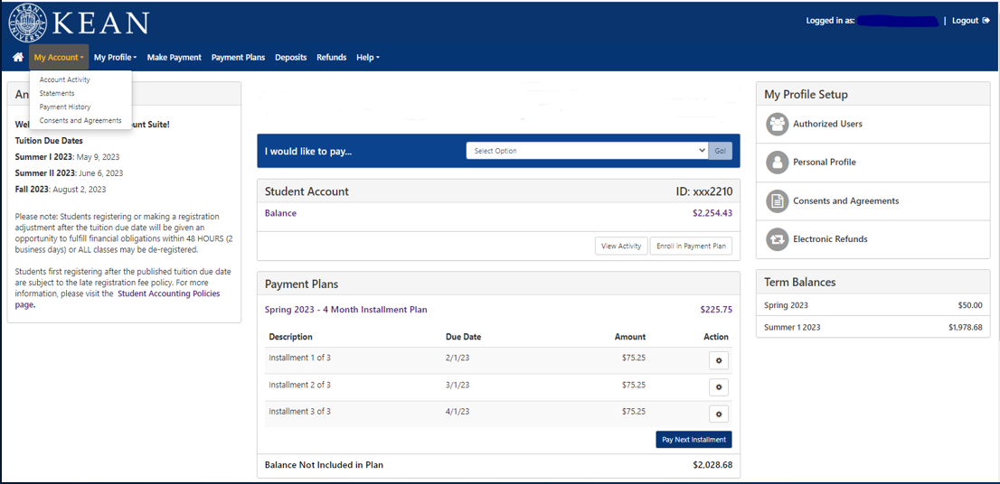 KEAN
KEAN UNIVERSITY
Logged in as: | Logout
My Account My Profile Make Payment Payment Plans Deposits Refunds Help
Account Activity
Statements
Payment History
Consents and Agreements
An
Wel ount Suite!
Tuition Due Dates
Summer I 2023: May 9, 2023
Summer II 2023: June 6, 2023
Fall 2023: August 2, 2023
Please note: Students registering or making a registration
adjustment after the tuition due date will be given an
opportunity to fulfill financial obligations within 48 HOURS (2
business days) or ALL classes may be de-registered.
Students first registering after the published tuition due date
are subject to the late registration fee policy. For more
information, please visit the Student Accounting Policies
page.
I would like to pay... Select Option Go!
Student Account ID: xxx2210
Balance $2,254.43
View Activity Enroll in Payment Plan
Payment Plans
Spring 2023 - 4 Month Installment Plan $225.75
Description Due Date Amount Action
Installment 1 of 3 2/1/23 $75.25
Installment 2 of 3 3/1/23 $75.25
Installment 3 of 3 4/1/23 $75.25
Pay Next Installment
Balance Not Included in Plan $2,028.68
My Profile Setup
Authorized Users
Personal Profile
Consents and Agreements
Electronic Refunds
Term Balances
Spring 2023 $50.00
Summer 1 2023 $1,978.68